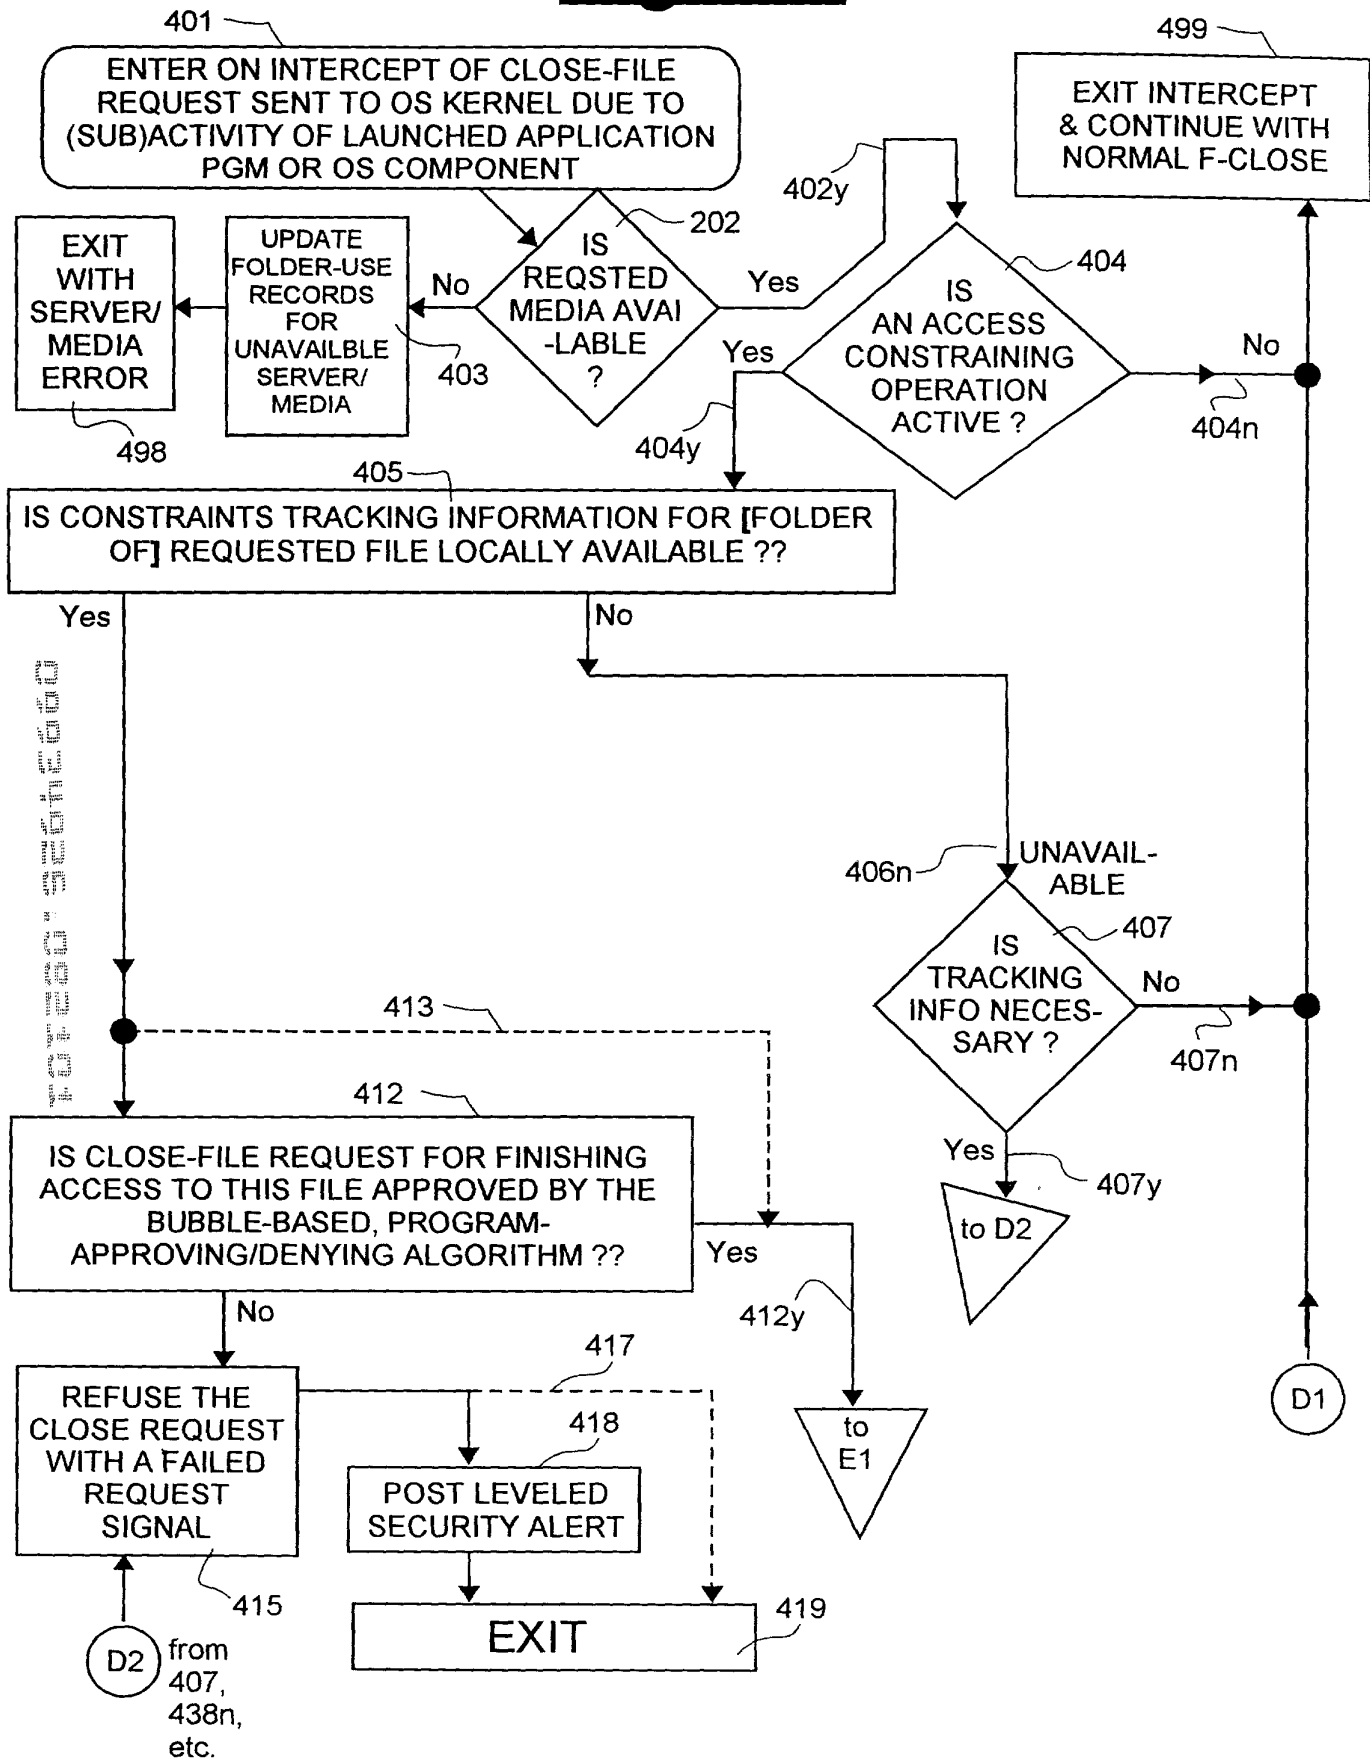 401
ENTER ON INTERCEPT OF CLOSE-FILE
REQUEST SENT TO OS KERNEL DUE TO
(SUB)ACTIVITY OF LAUNCHED APPLICATION
PGM OR OS COMPONENT
499
EXIT INTERCEPT
& CONTINUE WITH
NORMAL F-CLOSE
402y
202
IS
REQSTED
MEDIA AVAI
-LABLE
?
No
Yes
UPDATE
FOLDER-USE
RECORDS
FOR
UNAVAILBLE
SERVER/
MEDIA
403
EXIT
WITH
SERVER/
MEDIA
ERROR
498
404
IS
AN ACCESS
CONSTRAINING
OPERATION
ACTIVE ?
Yes
404y
No
404n
405
IS CONSTRAINTS TRACKING INFORMATION FOR [FOLDER
OF] REQUESTED FILE LOCALLY AVAILABLE ??
Yes
No
406n
UNAVAIL-
ABLE
407
IS
TRACKING
INFO NECES-
SARY ?
No
407n
Yes
407y
to D2
413
412
IS CLOSE-FILE REQUEST FOR FINISHING
ACCESS TO THIS FILE APPROVED BY THE
BUBBLE-BASED, PROGRAM-
APPROVING/DENYING ALGORITHM ??
Yes
412y
No
to
E1
D1
417
REFUSE THE
CLOSE REQUEST
WITH A FAILED
REQUEST
SIGNAL
415
418
POST LEVELED
SECURITY ALERT
EXIT
419
D2
from
407,
438n,
etc.